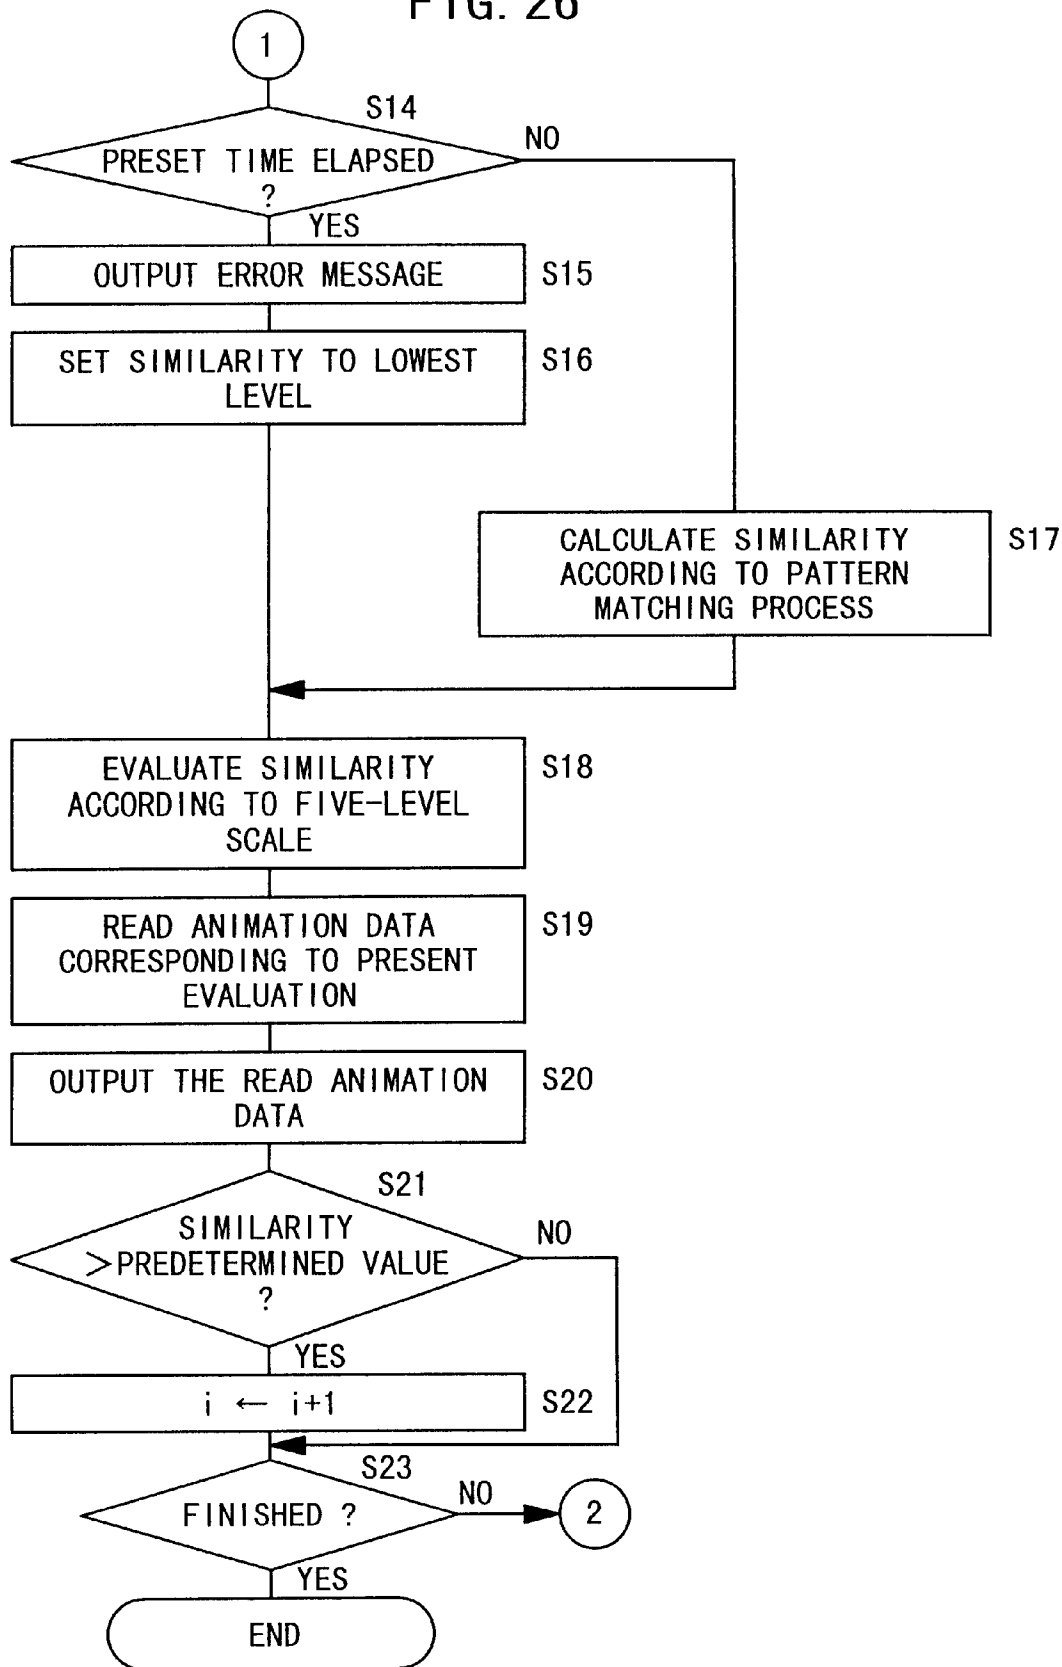 FIG. 26
1
S14
PRESET TIME ELAPSED
?
NO
YES
OUTPUT ERROR MESSAGE
S15
SET SIMILARITY TO LOWEST
LEVEL
S16
CALCULATE SIMILARITY
ACCORDING TO PATTERN
MATCHING PROCESS
S17
EVALUATE SIMILARITY
ACCORDING TO FIVE-LEVEL
SCALE
S18
READ ANIMATION DATA
CORRESPONDING TO PRESENT
EVALUATION
S19
OUTPUT THE READ ANIMATION
DATA
S20
S21
SIMILARITY
>PREDETERMINED VALUE
?
NO
YES
i ← i+1
S22
S23
FINISHED ?
NO
2
YES
END